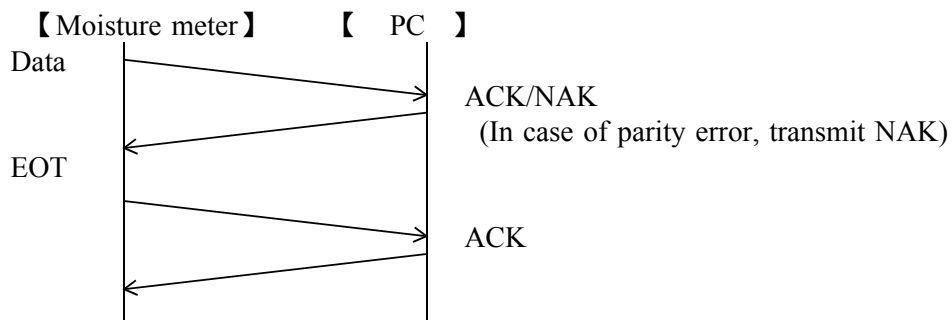 【Moisture meter】 【 PC 】
Data
ACK/NAK
(In case of parity error, transmit NAK)
EOT
ACK